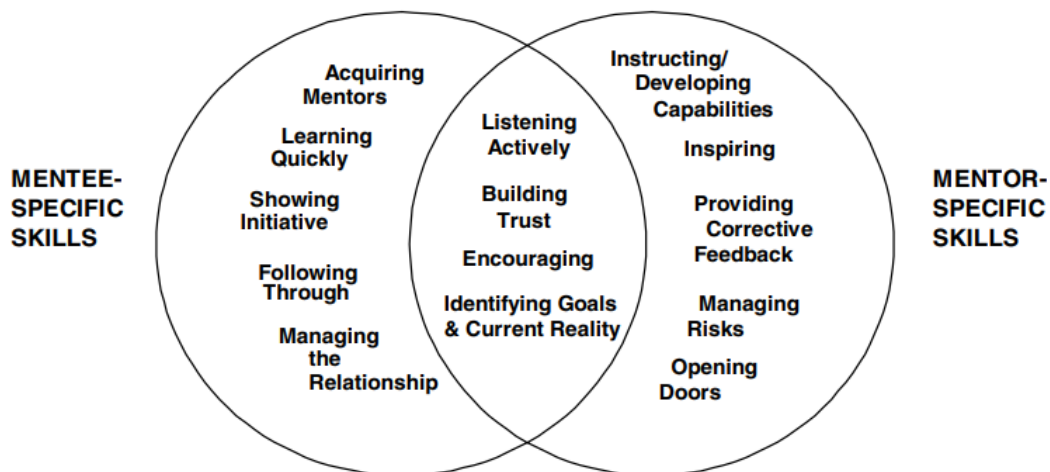 MENTEE-
SPECIFIC
SKILLS
Acquiring
Mentors
Learning
Quickly
Showing
Initiative
Following
Through
Managing
the
Relationship
Listening
Actively
Building
Trust
Encouraging
Identifying Goals
& Current Reality
Instructing/
Developing
Capabilities
Inspiring
Providing
Corrective
Feedback
Managing
Risks
Opening
Doors
MENTOR-
SPECIFIC
SKILLS